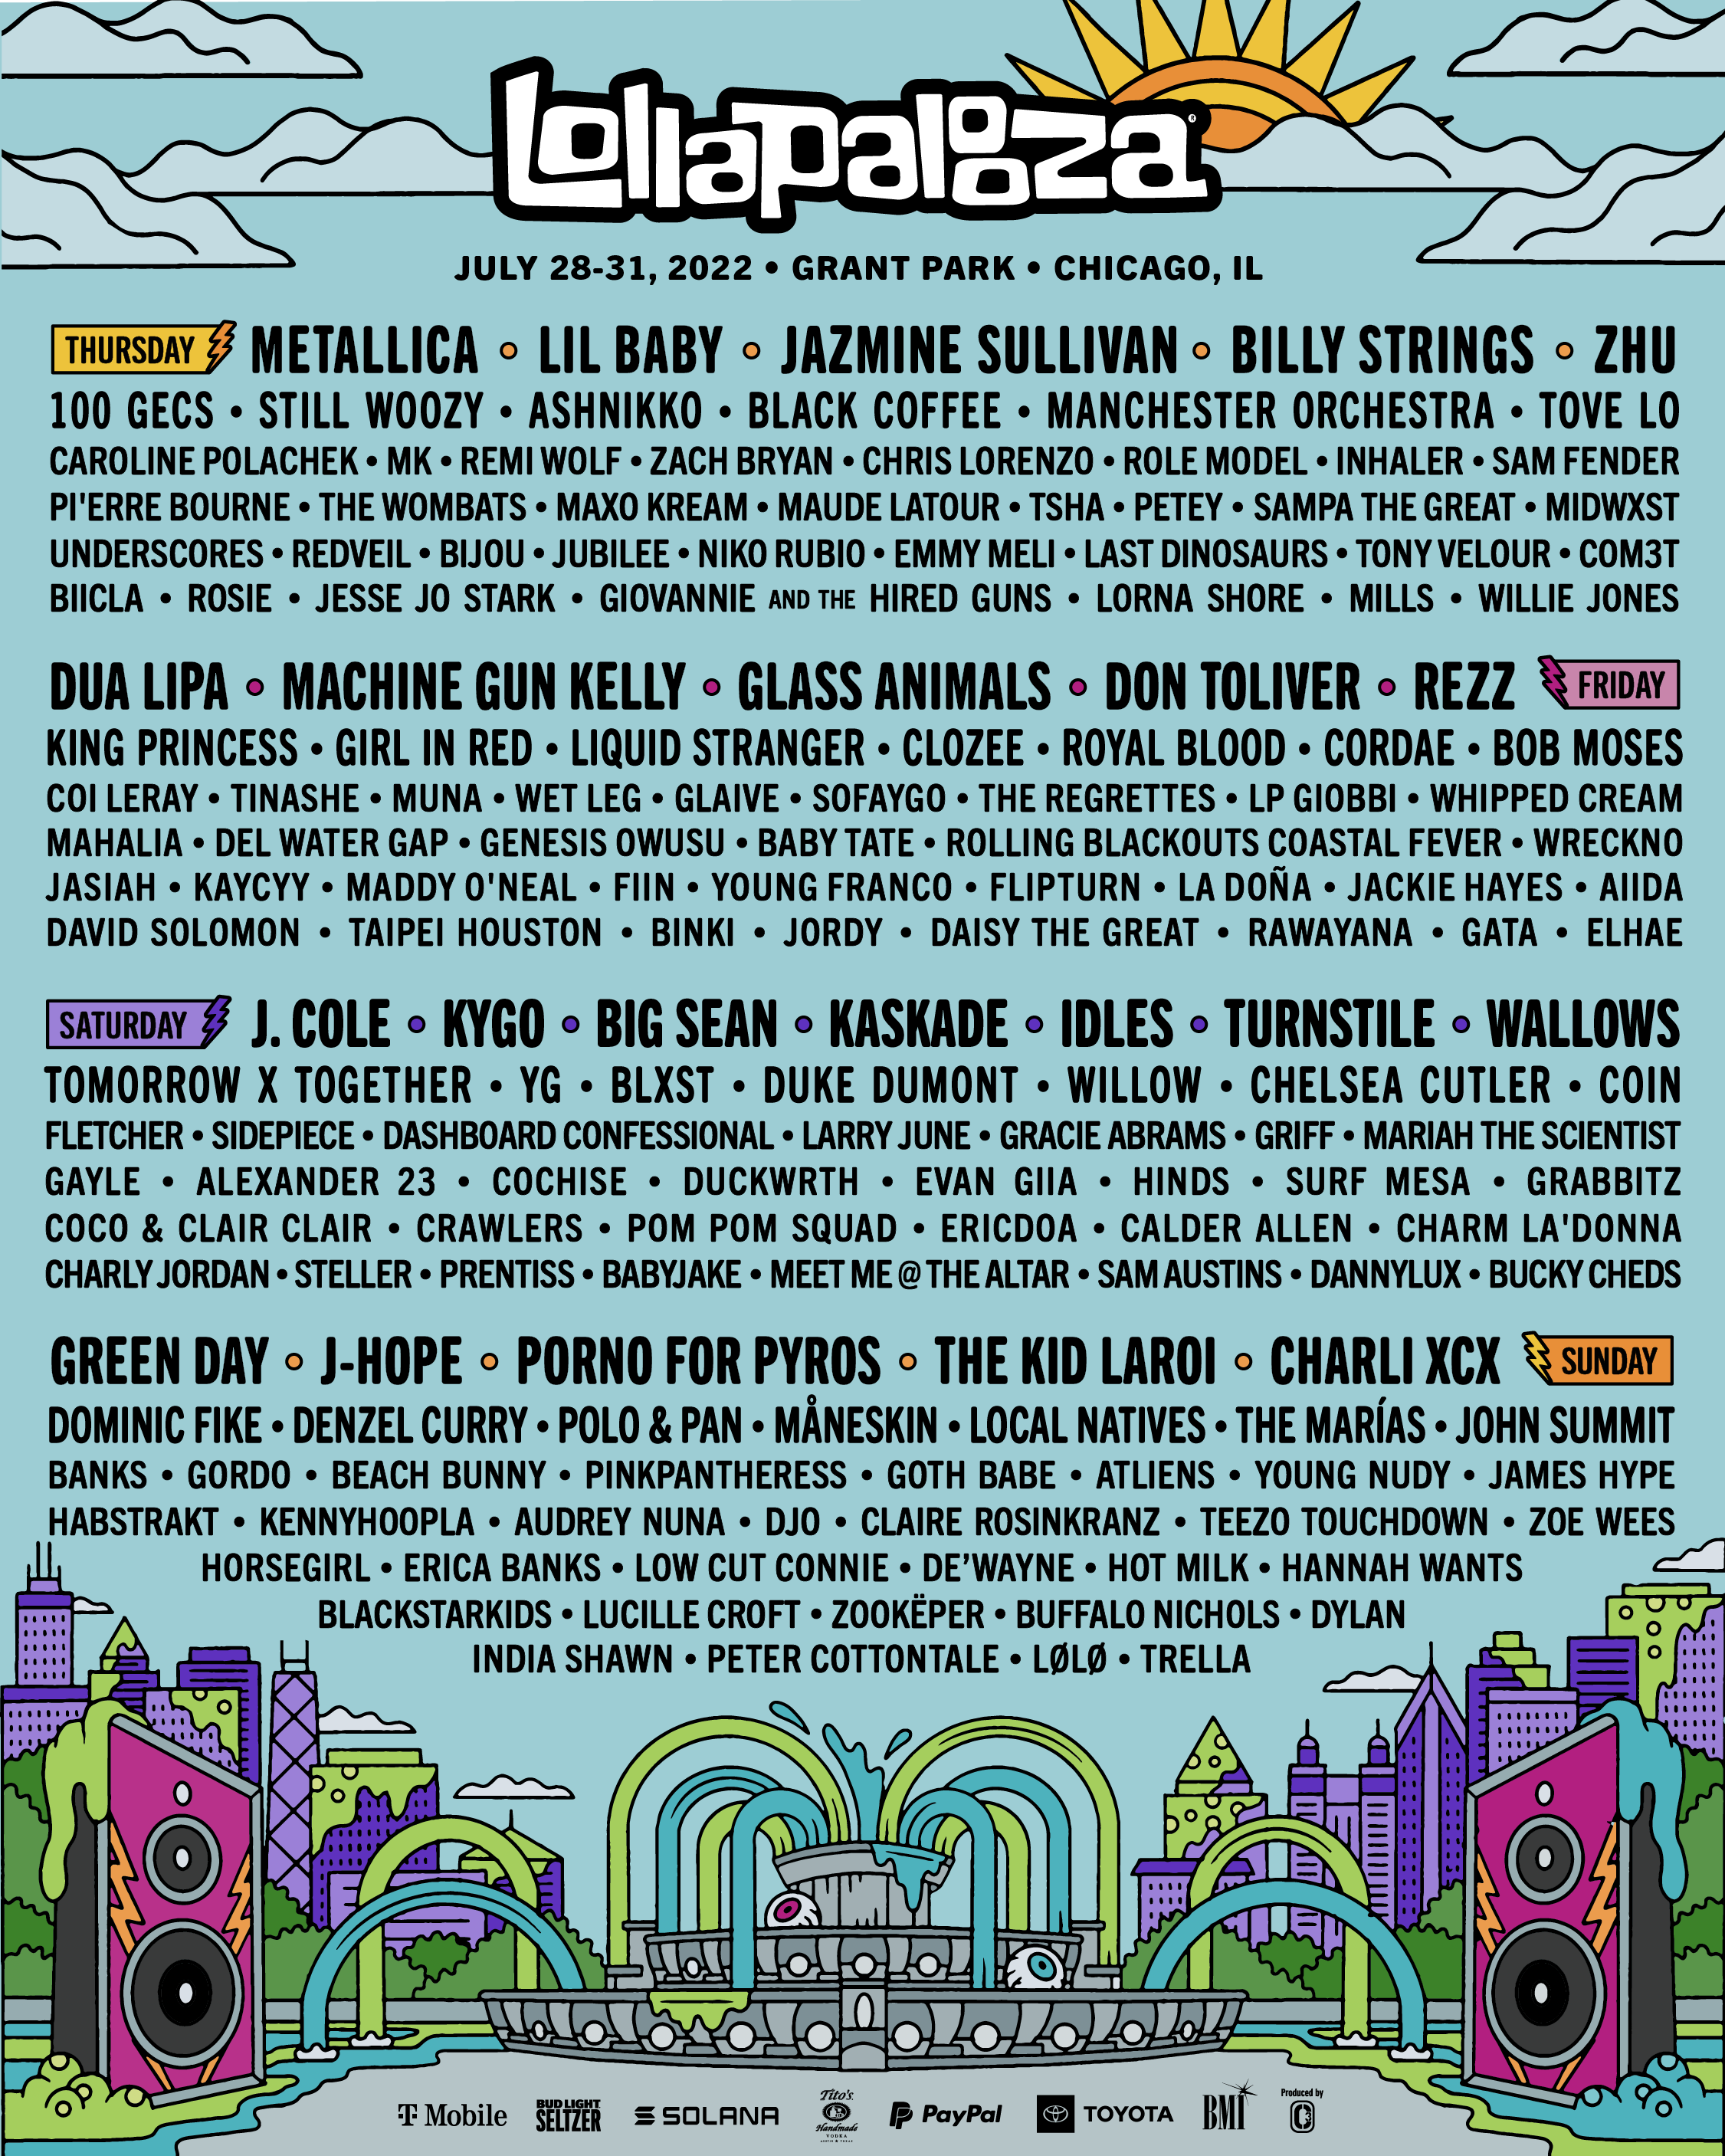 Lollapalooza®
JULY 28-31, 2022 • GRANT PARK • CHICAGO, IL
THURSDAY METALLICA • LIL BABY • JAZMINE SULLIVAN • BILLY STRINGS • ZHU
100 GECS • STILL WOOZY • ASHNIKKO • BLACK COFFEE • MANCHESTER ORCHESTRA • TOVE LO
CAROLINE POLACHEK • MK • REMI WOLF • ZACH BRYAN • CHRIS LORENZO • ROLE MODEL • INHALER • SAM FENDER
PI'ERRE BOURNE • THE WOMBATS • MAXO KREAM • MAUDE LATOUR • TSHA • PETEY • SAMPA THE GREAT • MIDWXST
UNDERSCORES • REDVEIL • BIJOU • JUBILEE • NIKO RUBIO • EMMY MELI • LAST DINOSAURS • TONY VELOUR • COM3T
BIICLA • ROSIE • JESSE JO STARK • GIOVANNIE AND THE HIRED GUNS • LORNA SHORE • MILLS • WILLIE JONES
DUA LIPA • MACHINE GUN KELLY • GLASS ANIMALS • DON TOLIVER • REZZ FRIDAY
KING PRINCESS • GIRL IN RED • LIQUID STRANGER • CLOZEE • ROYAL BLOOD • CORDAE • BOB MOSES
COI LERAY • TINASHE • MUNA • WET LEG • GLAIVE • SOFAYGO • THE REGRETTES • LP GIOBBI • WHIPPED CREAM
MAHALIA • DEL WATER GAP • GENESIS OWUSU • BABY TATE • ROLLING BLACKOUTS COASTAL FEVER • WRECKNO
JASIAH • KAYCYY • MADDY O'NEAL • FIIN • YOUNG FRANCO • FLIPTURN • LA DOÑA • JACKIE HAYES • AIIDA
DAVID SOLOMON • TAIPEI HOUSTON • BINKI • JORDY • DAISY THE GREAT • RAWAYANA • GATA • ELHAE
SATURDAY J. COLE • KYGO • BIG SEAN • KASKADE • IDLES • TURNSTILE • WALLOWS
TOMORROW X TOGETHER • YG • BLXST • DUKE DUMONT • WILLOW • CHELSEA CUTLER • COIN
FLETCHER • SIDEPIECE • DASHBOARD CONFESSIONAL • LARRY JUNE • GRACIE ABRAMS • GRIFF • MARIAH THE SCIENTIST
GAYLE • ALEXANDER 23 • COCHISE • DUCKWRTH • EVAN GIIA • HINDS • SURF MESA • GRABBITZ
COCO & CLAIR CLAIR • CRAWLERS • POM POM SQUAD • ERICDOA • CALDER ALLEN • CHARM LA'DONNA
CHARLY JORDAN • STELLER • PRENTISS • BABYJAKE • MEET ME @ THE ALTAR • SAM AUSTINS • DANNYLUX • BUCKY CHEDS
GREEN DAY • J-HOPE • PORNO FOR PYROS • THE KID LAROI • CHARLI XCX SUNDAY
DOMINIC FIKE • DENZEL CURRY • POLO & PAN • MÅNESKIN • LOCAL NATIVES • THE MARÍAS • JOHN SUMMIT
BANKS • GORDO • BEACH BUNNY • PINKPANTHERESS • GOTH BABE • ATLIENS • YOUNG NUDY • JAMES HYPE
HABSTRAKT • KENNYHOOPLA • AUDREY NUNA • DJO • CLAIRE ROSINKRANZ • TEEZO TOUCHDOWN • ZOE WEES
HORSEGIRL • ERICA BANKS • LOW CUT CONNIE • DE’WAYNE • HOT MILK • HANNAH WANTS
BLACKSTARKIDS • LUCILLE CROFT • ZOOKËPER • BUFFALO NICHOLS • DYLAN
INDIA SHAWN • PETER COTTONTALE • LØLØ • TRELLA
T Mobile
BUD LIGHT
SELTZER
SOLANA
Tito's
Handmade
VODKA
AUSTIN ★ TEXAS
PayPal
TOYOTA
BMI
Produced by
C3